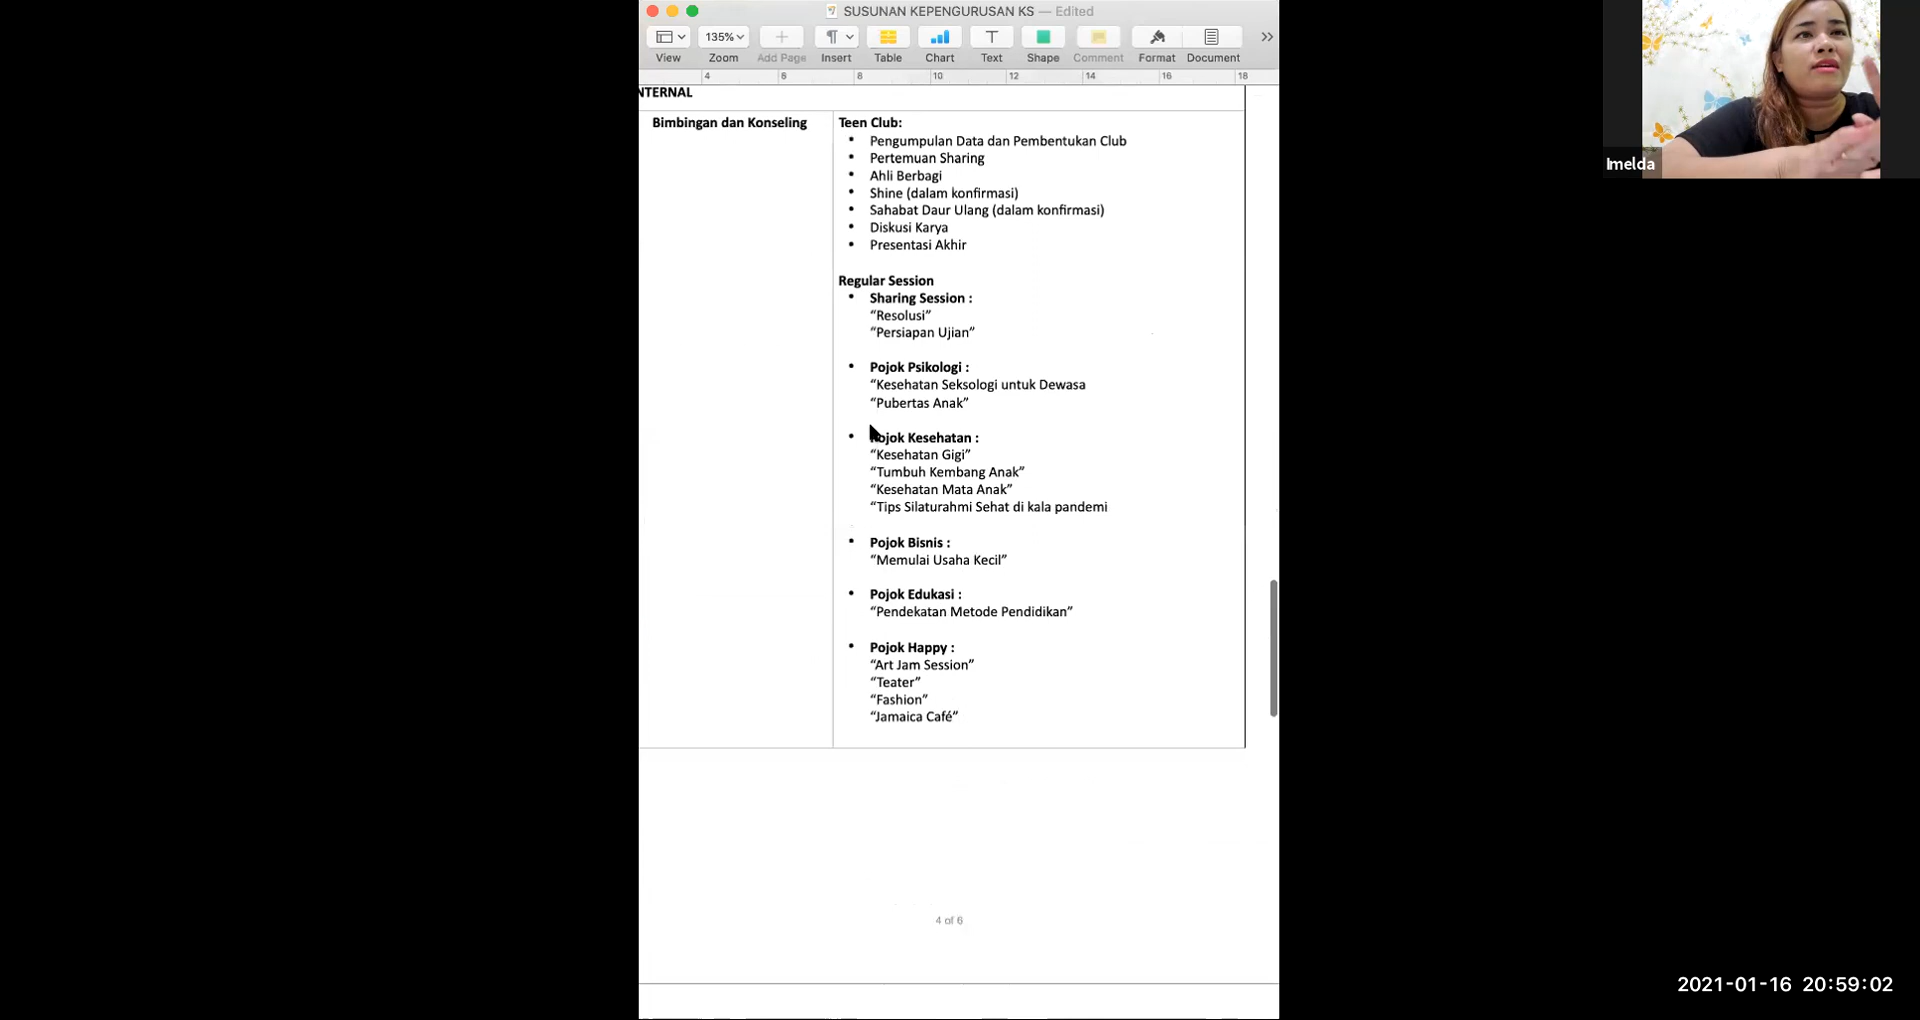 SUSUNAN KEPENGURUSAN KS — Edited
135%
View Zoom Add Page Insert Table Chart Text Shape Comment Format Document
4 6 8 10 12 14 16 18
NTERNAL
Bimbingan dan Konseling
Teen Club:
• Pengumpulan Data dan Pembentukan Club
• Pertemuan Sharing
• Ahli Berbagi
• Shine (dalam konfirmasi)
• Sahabat Daur Ulang (dalam konfirmasi)
• Diskusi Karya
• Presentasi Akhir
Regular Session
• Sharing Session :
“Resolusi”
“Persiapan Ujian”
• Pojok Psikologi :
“Kesehatan Seksologi untuk Dewasa
“Pubertas Anak”
• Pojok Kesehatan :
“Kesehatan Gigi”
“Tumbuh Kembang Anak”
“Kesehatan Mata Anak”
“Tips Silaturahmi Sehat di kala pandemi
• Pojok Bisnis :
“Memulai Usaha Kecil”
• Pojok Edukasi :
“Pendekatan Metode Pendidikan”
• Pojok Happy :
“Art Jam Session”
“Teater”
“Fashion”
“Jamaica Café”
4 of 6
Imelda
2021-01-16 20:59:02